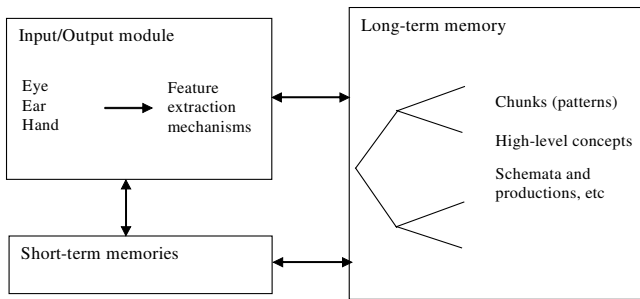 Input/Output module
Eye
Ear
Hand
Feature
extraction
mechanisms
Short-term memories
Long-term memory
Chunks (patterns)
High-level concepts
Schemata and
productions, etc